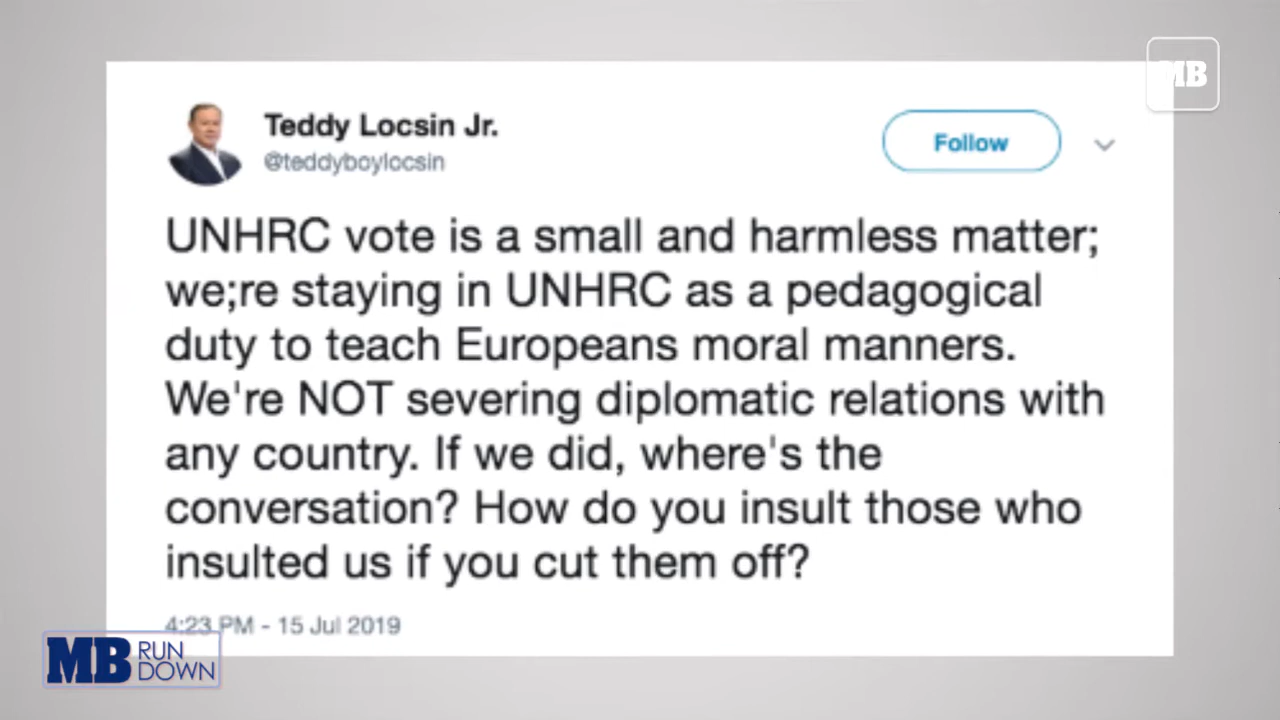 MB
Teddy Locsin Jr.
@teddyboylocsin
Follow
UNHRC vote is a small and harmless matter;
we;re staying in UNHRC as a pedagogical
duty to teach Europeans moral manners.
We're NOT severing diplomatic relations with
any country. If we did, where's the
conversation? How do you insult those who
insulted us if you cut them off?
4:23 PM - 15 Jul 2019
MB RUN
DOWN